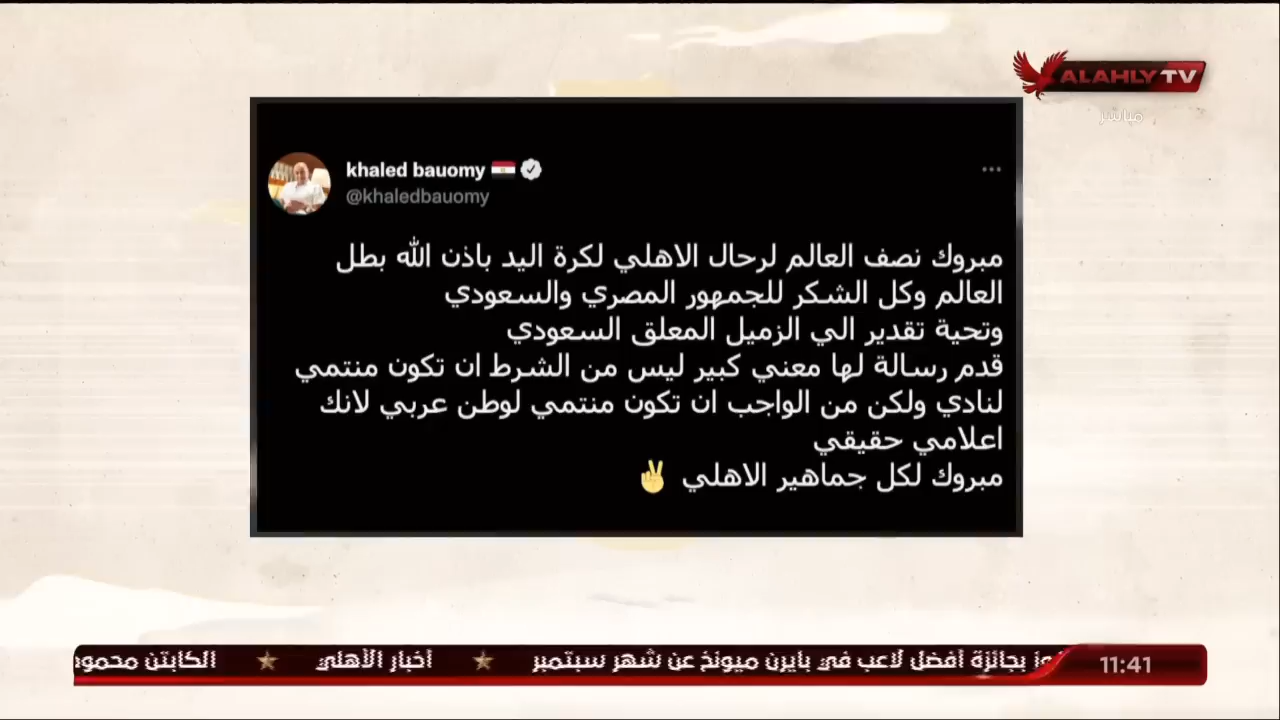 ALAHLY TV
مباشر
khaled bauomy
@khaledbauomy
مبروك نصف العالم لرحال الاهلي لكرة اليد باذن الله بطل
العالم وكل الشكر للجمهور المصري والسعودي
وتحية تقدير الي الزميل المعلق السعودي
قدم رسالة لها معني كبير ليس من الشرط ان تكون منتمي
لنادي ولكن من الواجب ان تكون منتمي لوطن عربي لانك
اعلامي حقيقي
مبروك لكل جماهير الاهلي ✌
بجائزة أفضل لاعب في بايرن ميونخ عن شهر سبتمبر ★ أخبار الأهلي ★ الكابتن
11:41